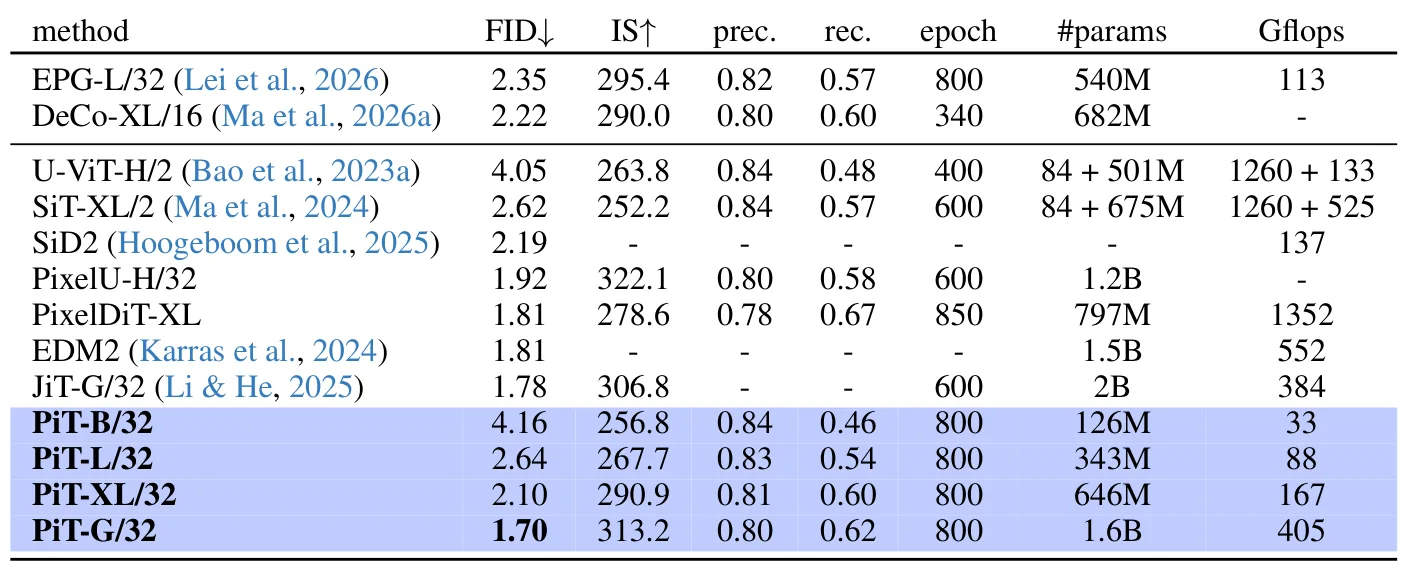 method FID↓ IS↑ prec. rec. epoch #params Gflops
EPG-L/32 (Lei et al., 2026) 2.35 295.4 0.82 0.57 800 540M 113
DeCo-XL/16 (Ma et al., 2026a) 2.22 290.0 0.80 0.60 340 682M -
U-ViT-H/2 (Bao et al., 2023a) 4.05 263.8 0.84 0.48 400 84 + 501M 1260 + 133
SiT-XL/2 (Ma et al., 2024) 2.62 252.2 0.84 0.57 600 84 + 675M 1260 + 525
SiD2 (Hoogeboom et al., 2025) 2.19 - - - - - 137
PixelU-H/32 1.92 322.1 0.80 0.58 600 1.2B -
PixelDiT-XL 1.81 278.6 0.78 0.67 850 797M 1352
EDM2 (Karras et al., 2024) 1.81 - - - - 1.5B 552
JiT-G/32 (Li & He, 2025) 1.78 306.8 - - 600 2B 384
PiT-B/32 4.16 256.8 0.84 0.46 800 126M 33
PiT-L/32 2.64 267.7 0.83 0.54 800 343M 88
PiT-XL/32 2.10 290.9 0.81 0.60 800 646M 167
PiT-G/32 1.70 313.2 0.80 0.62 800 1.6B 405